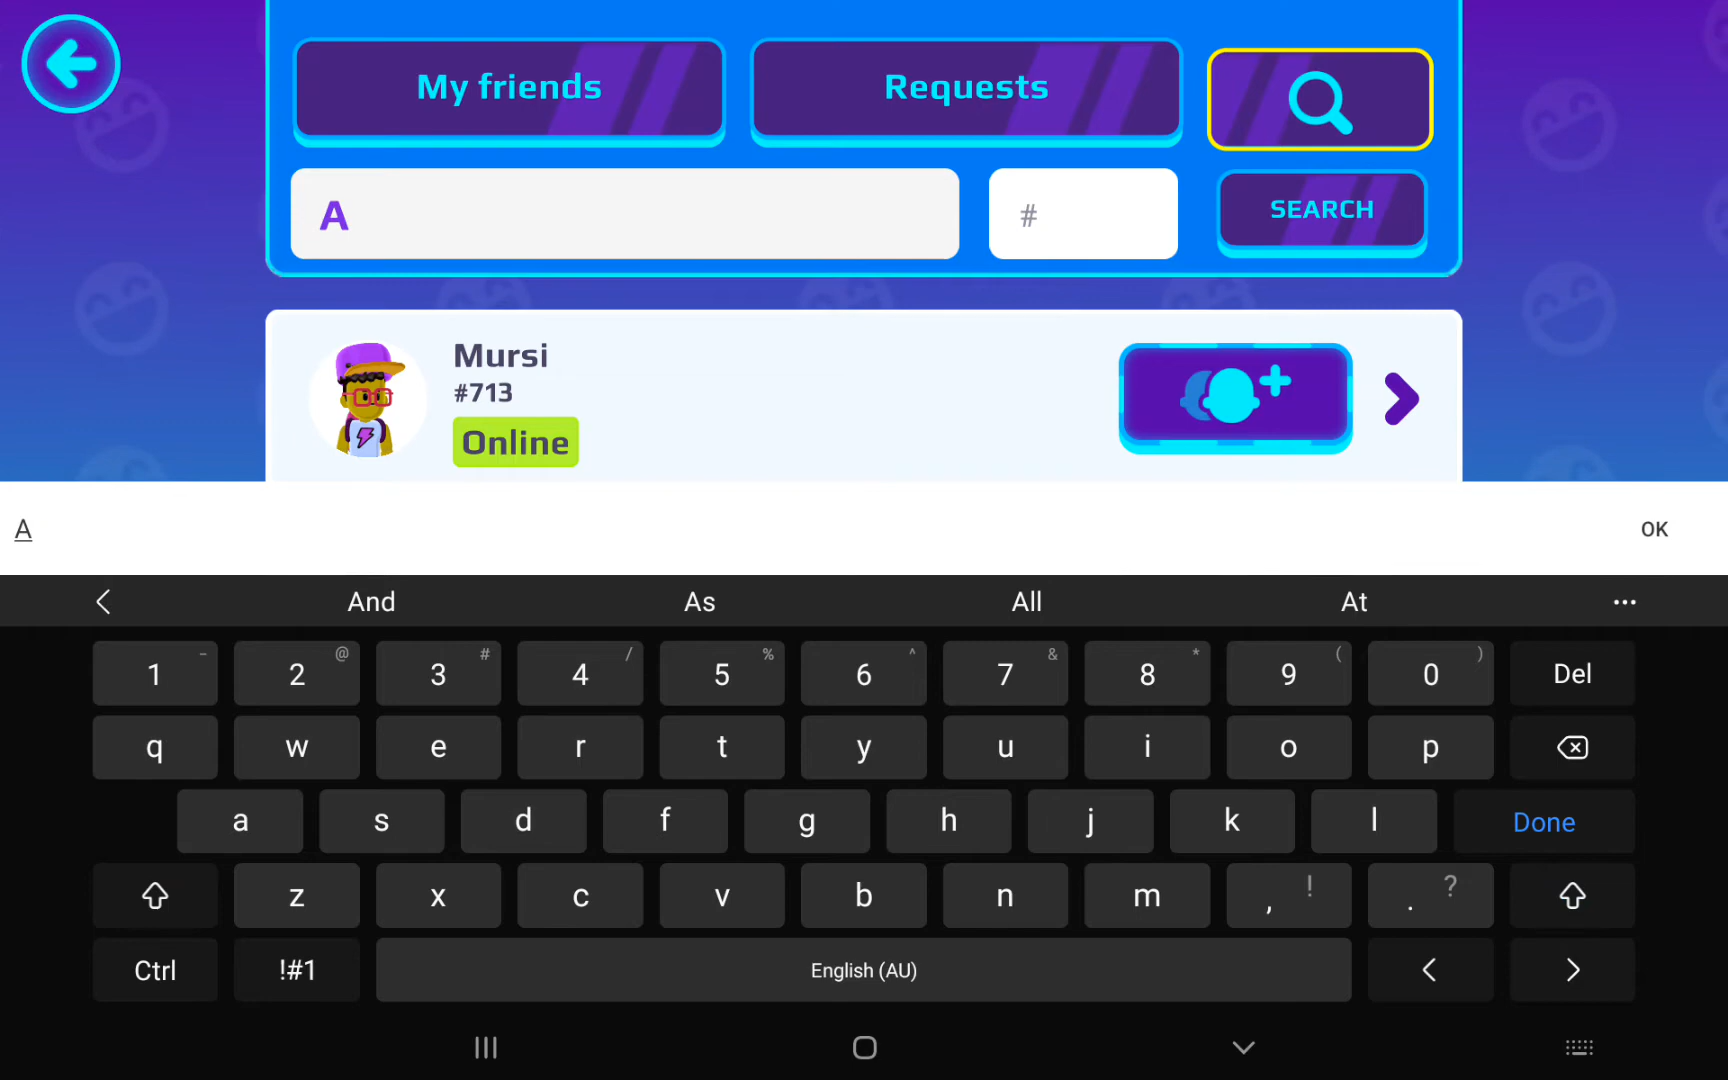 My friends
Requests
A
#
SEARCH
Mursi
#713
Online
A
OK
And
As
All
At
1 -
2 @
3 #
4 /
5 %
6 ^
7 &
8 *
9 (
0 )
Del
q w e r t y u i o p
a s d f g h j k l Done
z x c v b n m , ! . ?
Ctrl
!#1
English (AU)